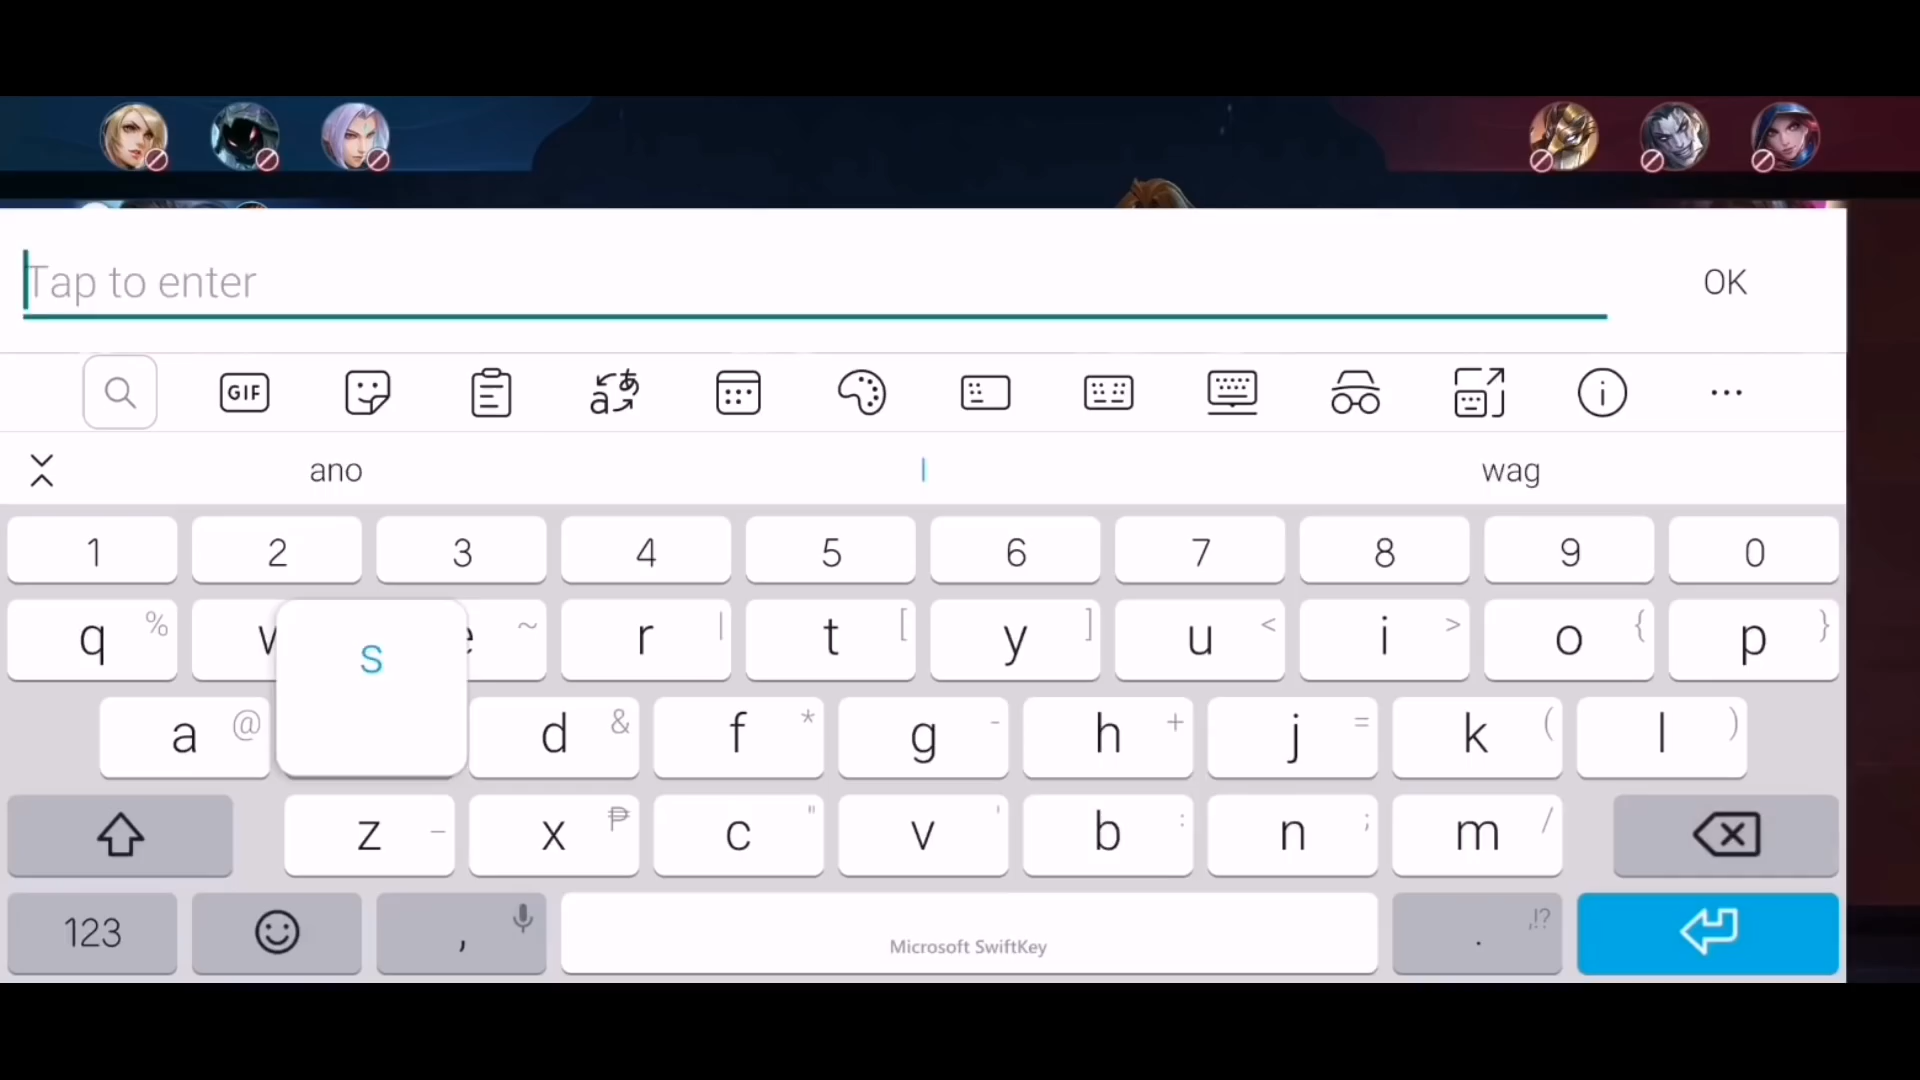 Tap to enter
OK
GIF
ano I wag
1 2 3 4 5 6 7 8 9 0
q % w e ~ r | t [ y ] u < i > o { p }
s
a @ d & f * g - h + j = k ( l )
z _ x ₱ c " v ' b : n ; m /
123 , . ,!?
Microsoft SwiftKey